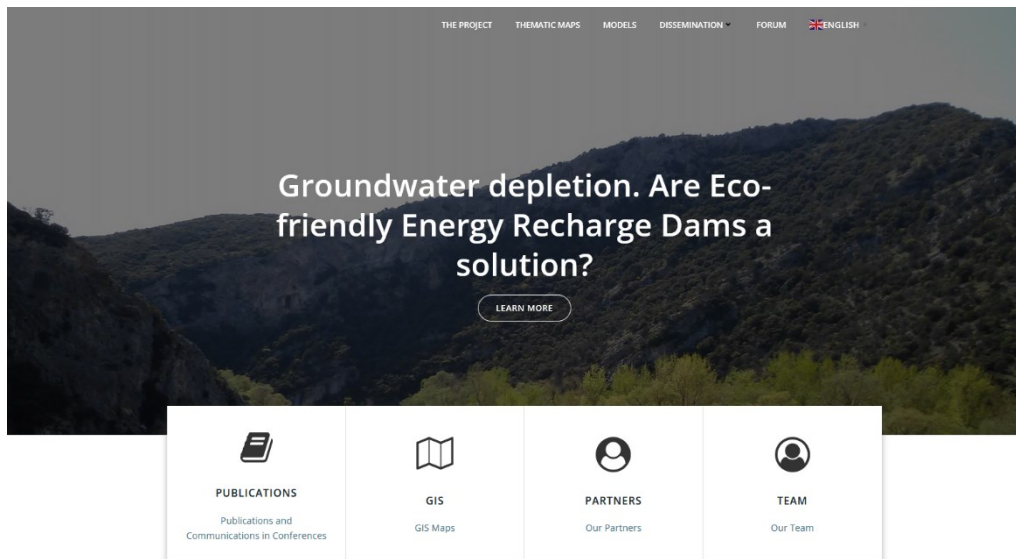 THE PROJECT THEMATIC MAPS MODELS DISSEMINATION FORUM ENGLISH
Groundwater depletion. Are Eco-
friendly Energy Recharge Dams a
solution?
LEARN MORE
PUBLICATIONS
Publications and
Communications in Conferences
GIS
GIS Maps
PARTNERS
Our Partners
TEAM
Our Team